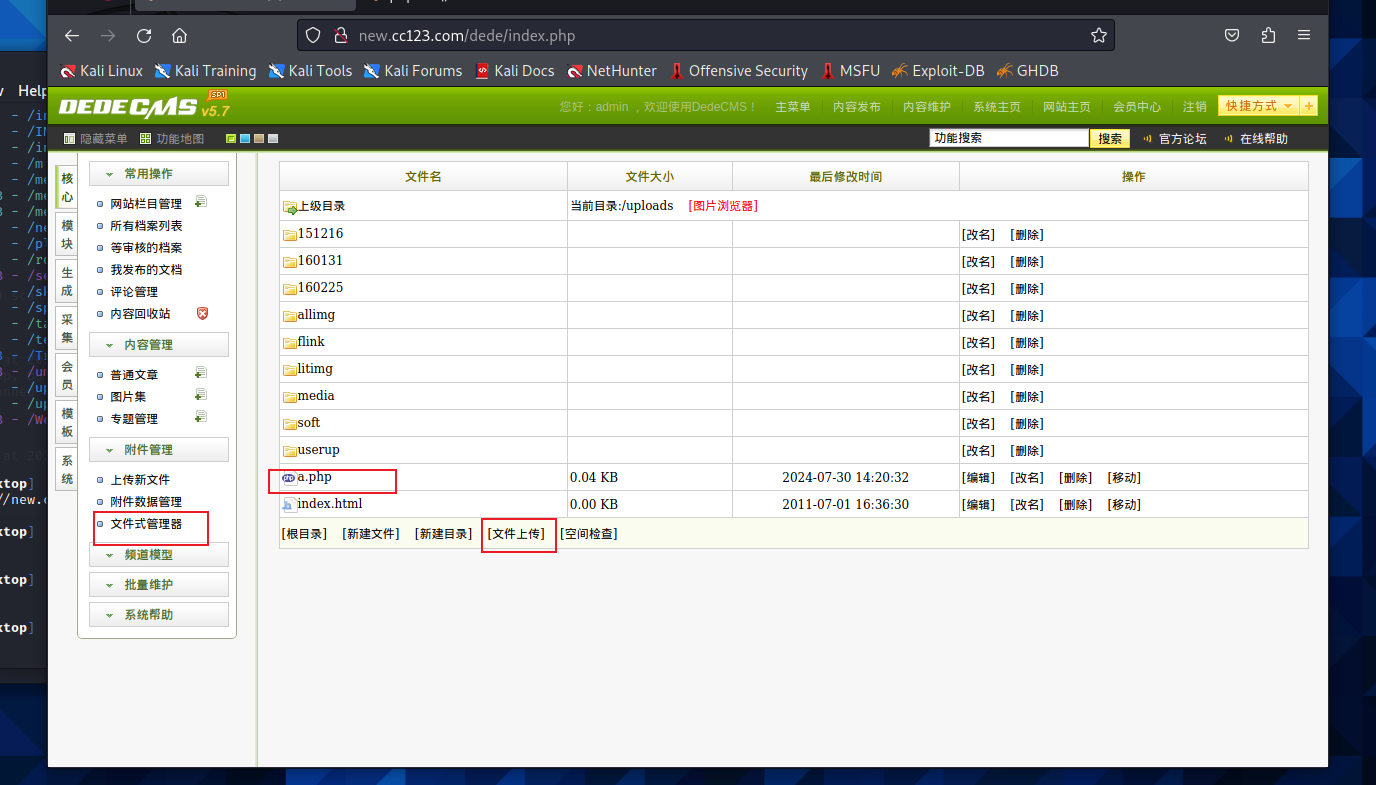 new.cc123.com/dede/index.php
Kali Linux Kali Training Kali Tools Kali Forums Kali Docs NetHunter Offensive Security MSFU Exploit-DB GHDB
Help
DEDECMS SP1 v5.7
您好：admin ，欢迎使用DedeCMS！ 主菜单 内容发布 内容维护 系统主页 网站主页 会员中心 注销 快捷方式 +
隐藏菜单 功能地图 功能搜索 搜索 官方论坛 在线帮助
核心
模块
生成
采集
会员
模板
系统
常用操作
网站栏目管理
所有档案列表
等审核的档案
我发布的文档
评论管理
内容回收站
内容管理
普通文章
图片集
专题管理
附件管理
上传新文件
附件数据管理
文件式管理器
频道模型
批量维护
系统帮助
文件名 文件大小 最后修改时间 操作
上级目录 当前目录:/uploads [图片浏览器]
151216 [改名] [删除]
160131 [改名] [删除]
160225 [改名] [删除]
allimg [改名] [删除]
flink [改名] [删除]
litimg [改名] [删除]
media [改名] [删除]
soft [改名] [删除]
userup [改名] [删除]
a.php 0.04 KB 2024-07-30 14:20:32 [编辑] [改名] [删除] [移动]
index.html 0.00 KB 2011-07-01 16:36:30 [编辑] [改名] [删除] [移动]
[根目录] [新建文件] [新建目录] [文件上传] [空间检查]
ktop]
//new.c
ktop]
ktop]
ktop]